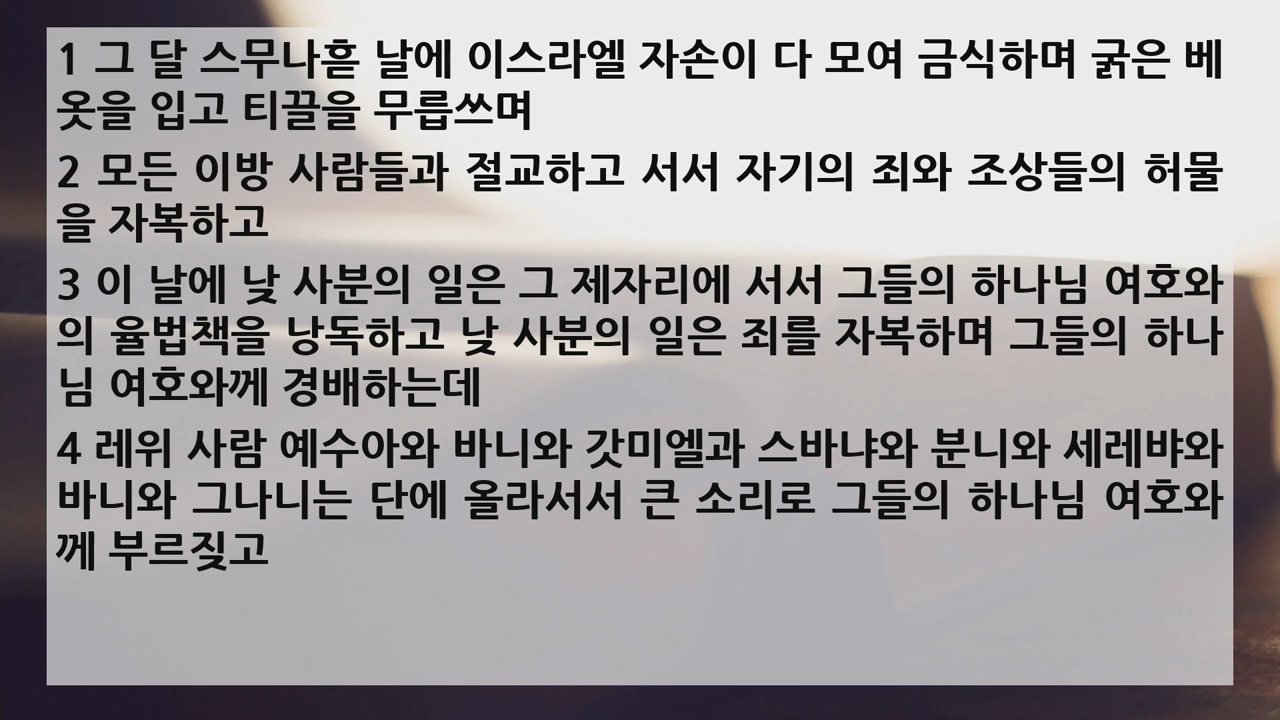 1 그 달 스무나흗 날에 이스라엘 자손이 다 모여 금식하며 굵은 베
옷을 입고 티끌을 무릅쓰며
2 모든 이방 사람들과 절교하고 서서 자기의 죄와 조상들의 허물
을 자복하고
3 이 날에 낮 사분의 일은 그 제자리에 서서 그들의 하나님 여호와
의 율법책을 낭독하고 낮 사분의 일은 죄를 자복하며 그들의 하나
님 여호와께 경배하는데
4 레위 사람 예수아와 바니와 갓미엘과 스바냐와 분니와 세레뱌와
바니와 그나니는 단에 올라서서 큰 소리로 그들의 하나님 여호와
께 부르짖고